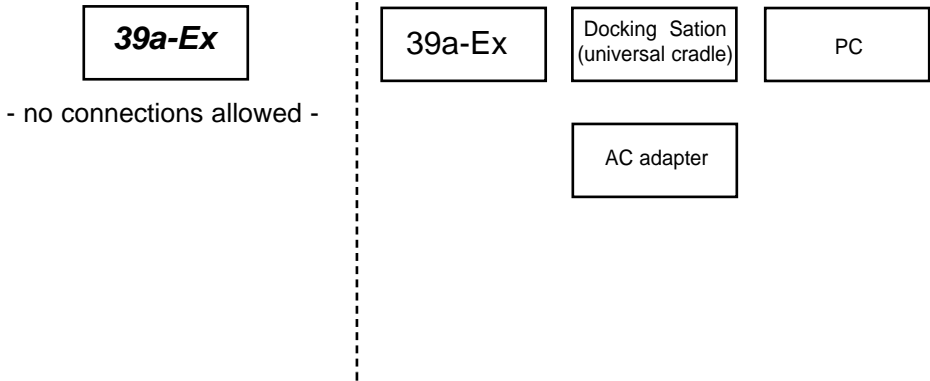 39a-Ex
- no connections allowed -
39a-Ex
Docking Sation
(universal cradle)
PC
AC adapter